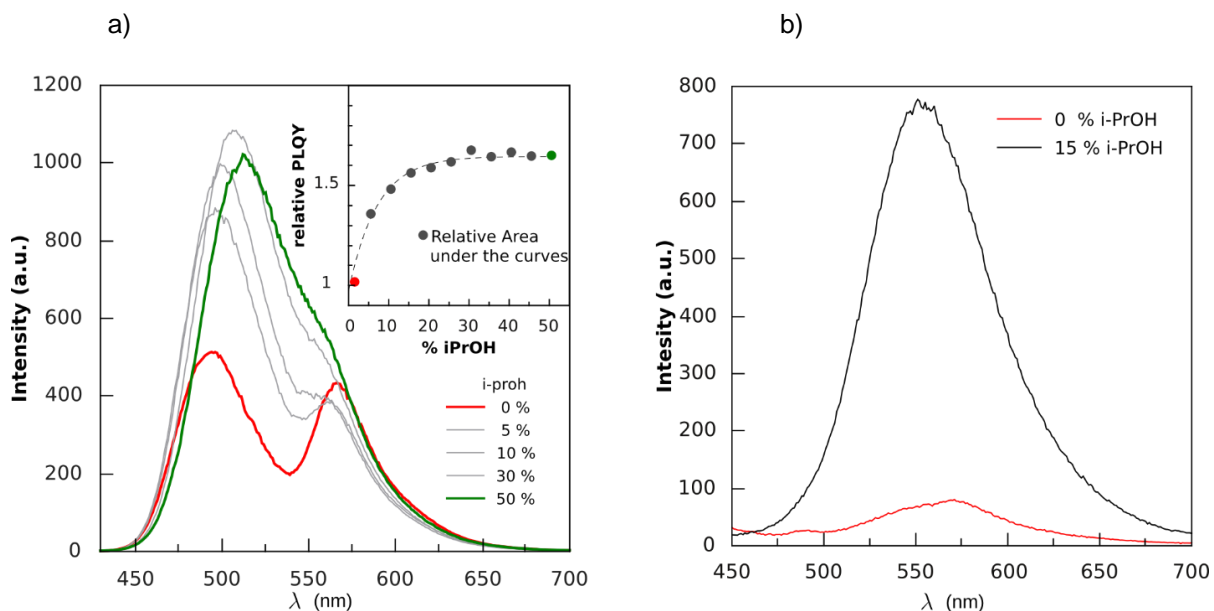 a)
1200
1000
800
600
400
200
0
Intensity (a.u.)
450 500 550 600 650 700
λ (nm)
relative PLQY
1.5
1
Relative Area
under the curves
0 10 20 30 40 50
% iPrOH
i-proh
0 %
5 %
10 %
30 %
50 %
b)
800
700
600
500
400
300
200
100
0
Intesity (a.u.)
0 % i-PrOH
15 % i-PrOH
450 500 550 600 650 700
λ (nm)